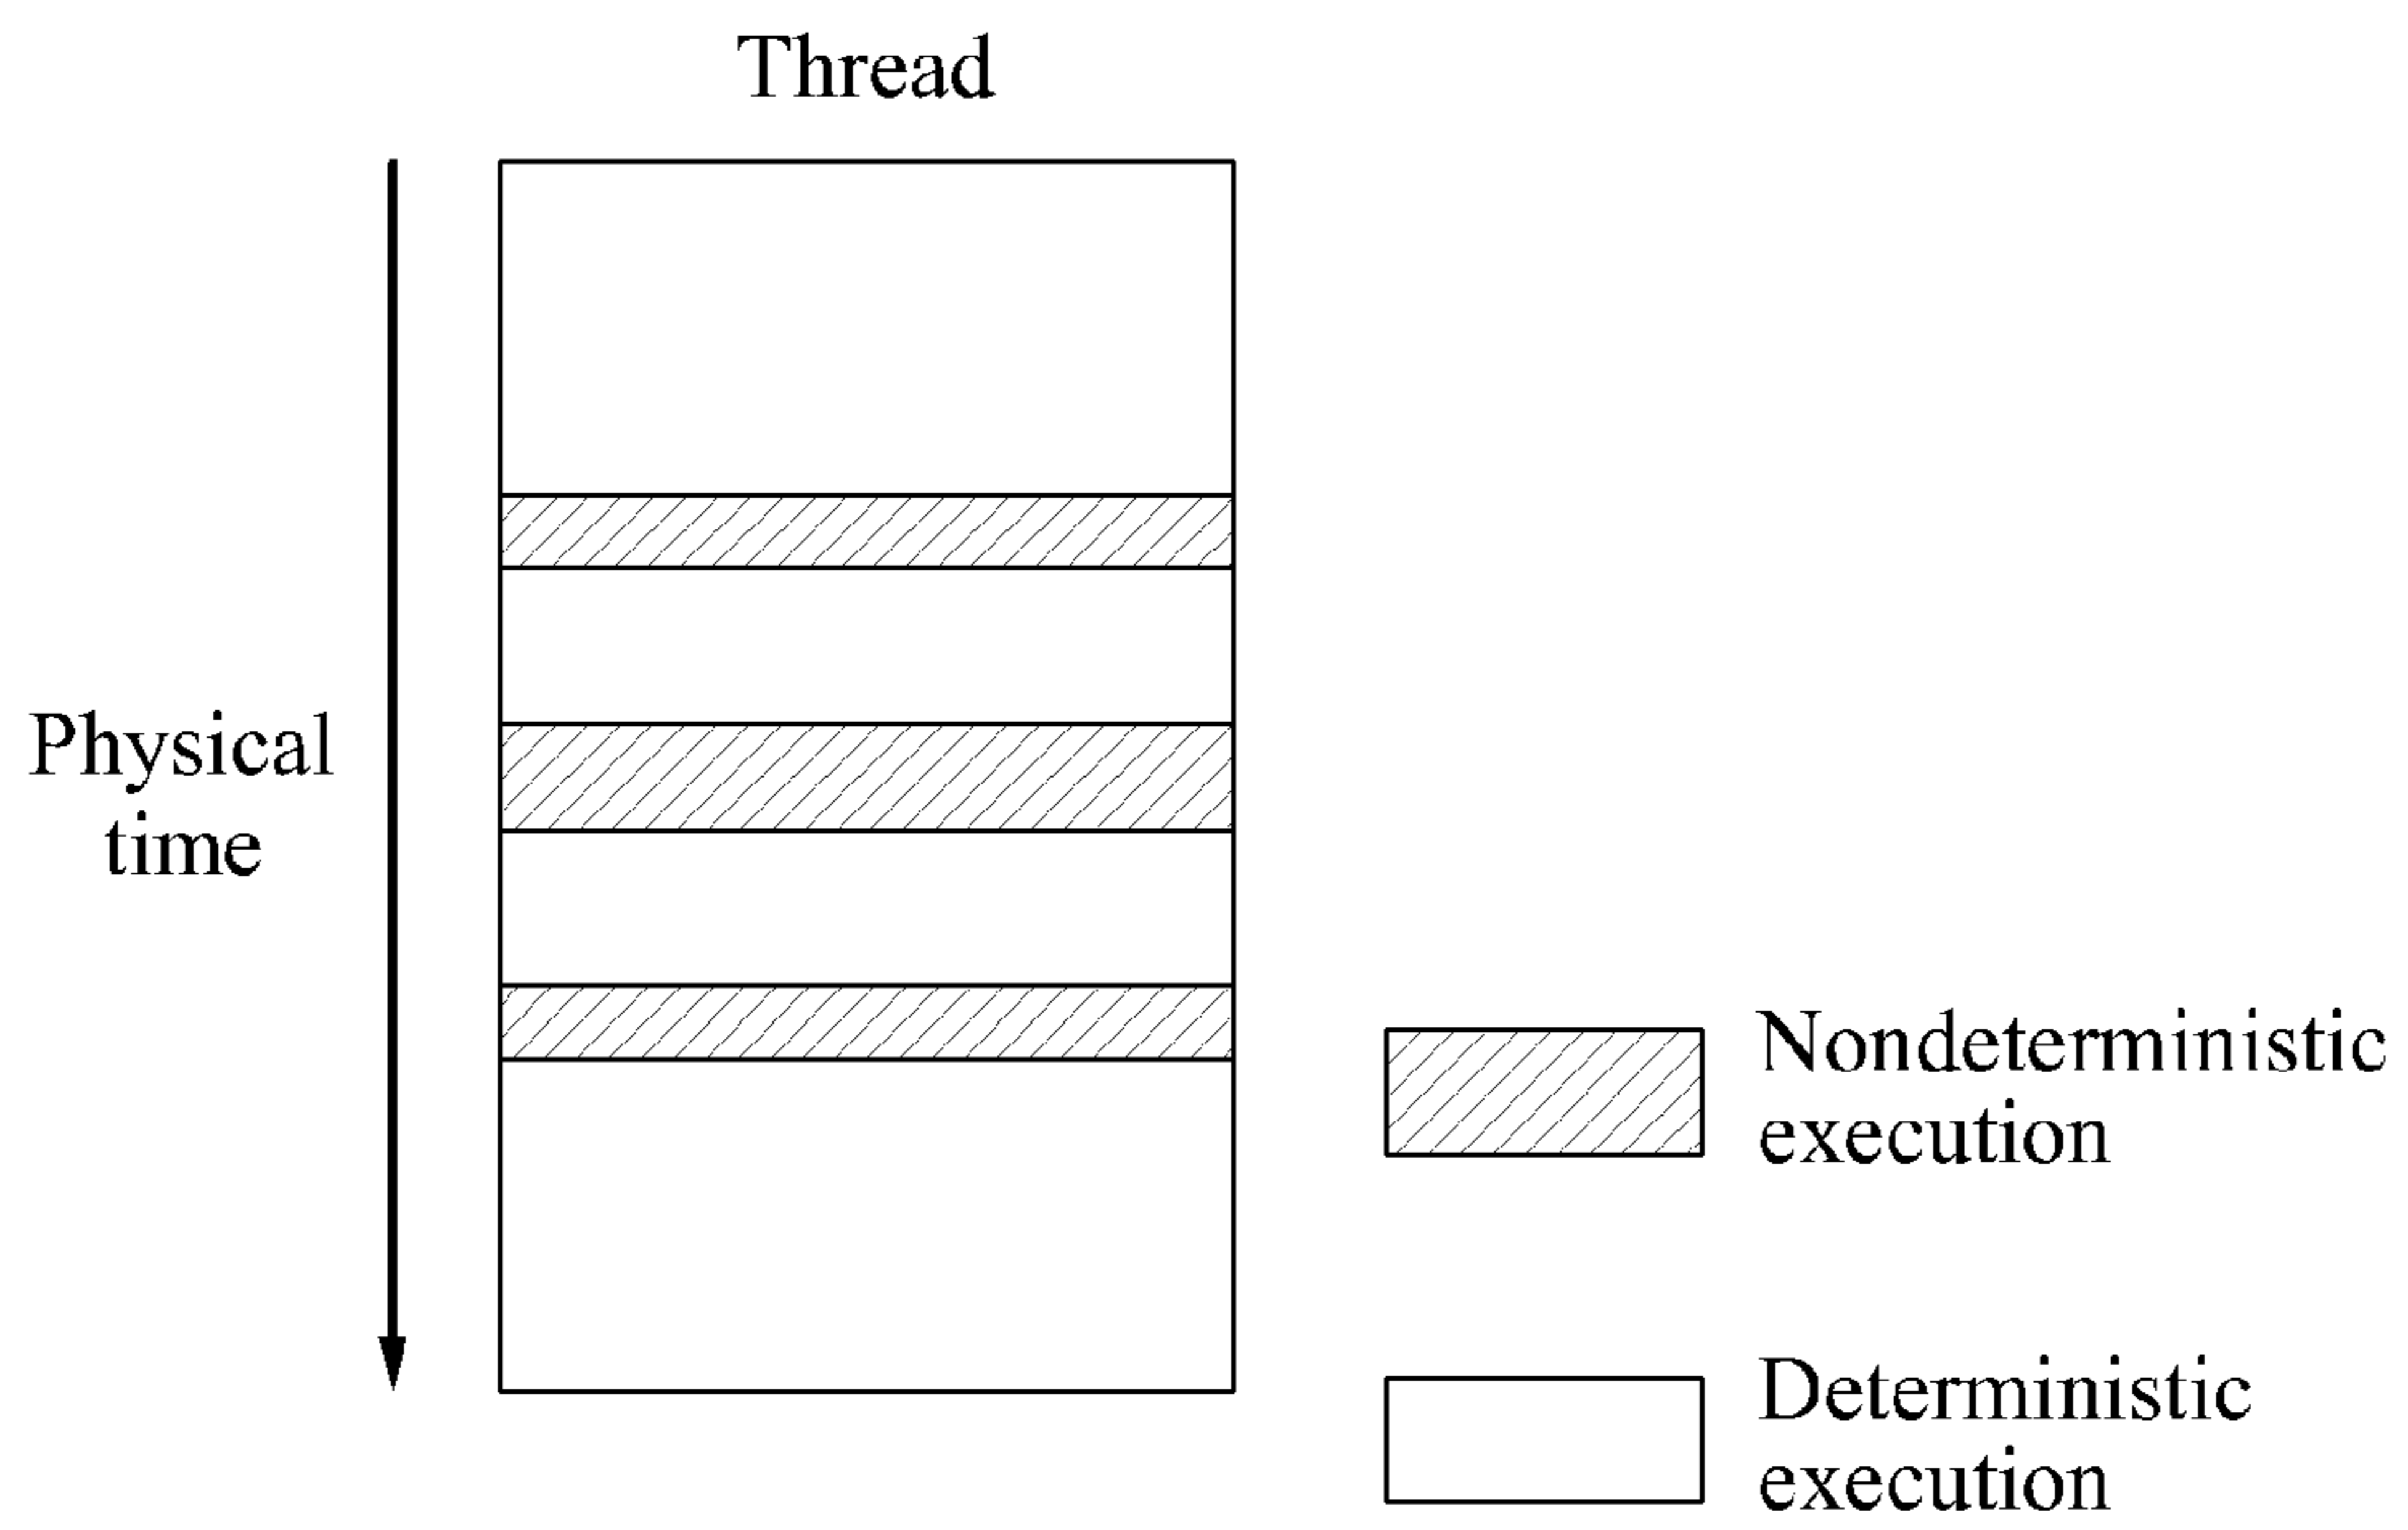 Thread
Physical
time
Nondeterministic
execution
Deterministic
execution